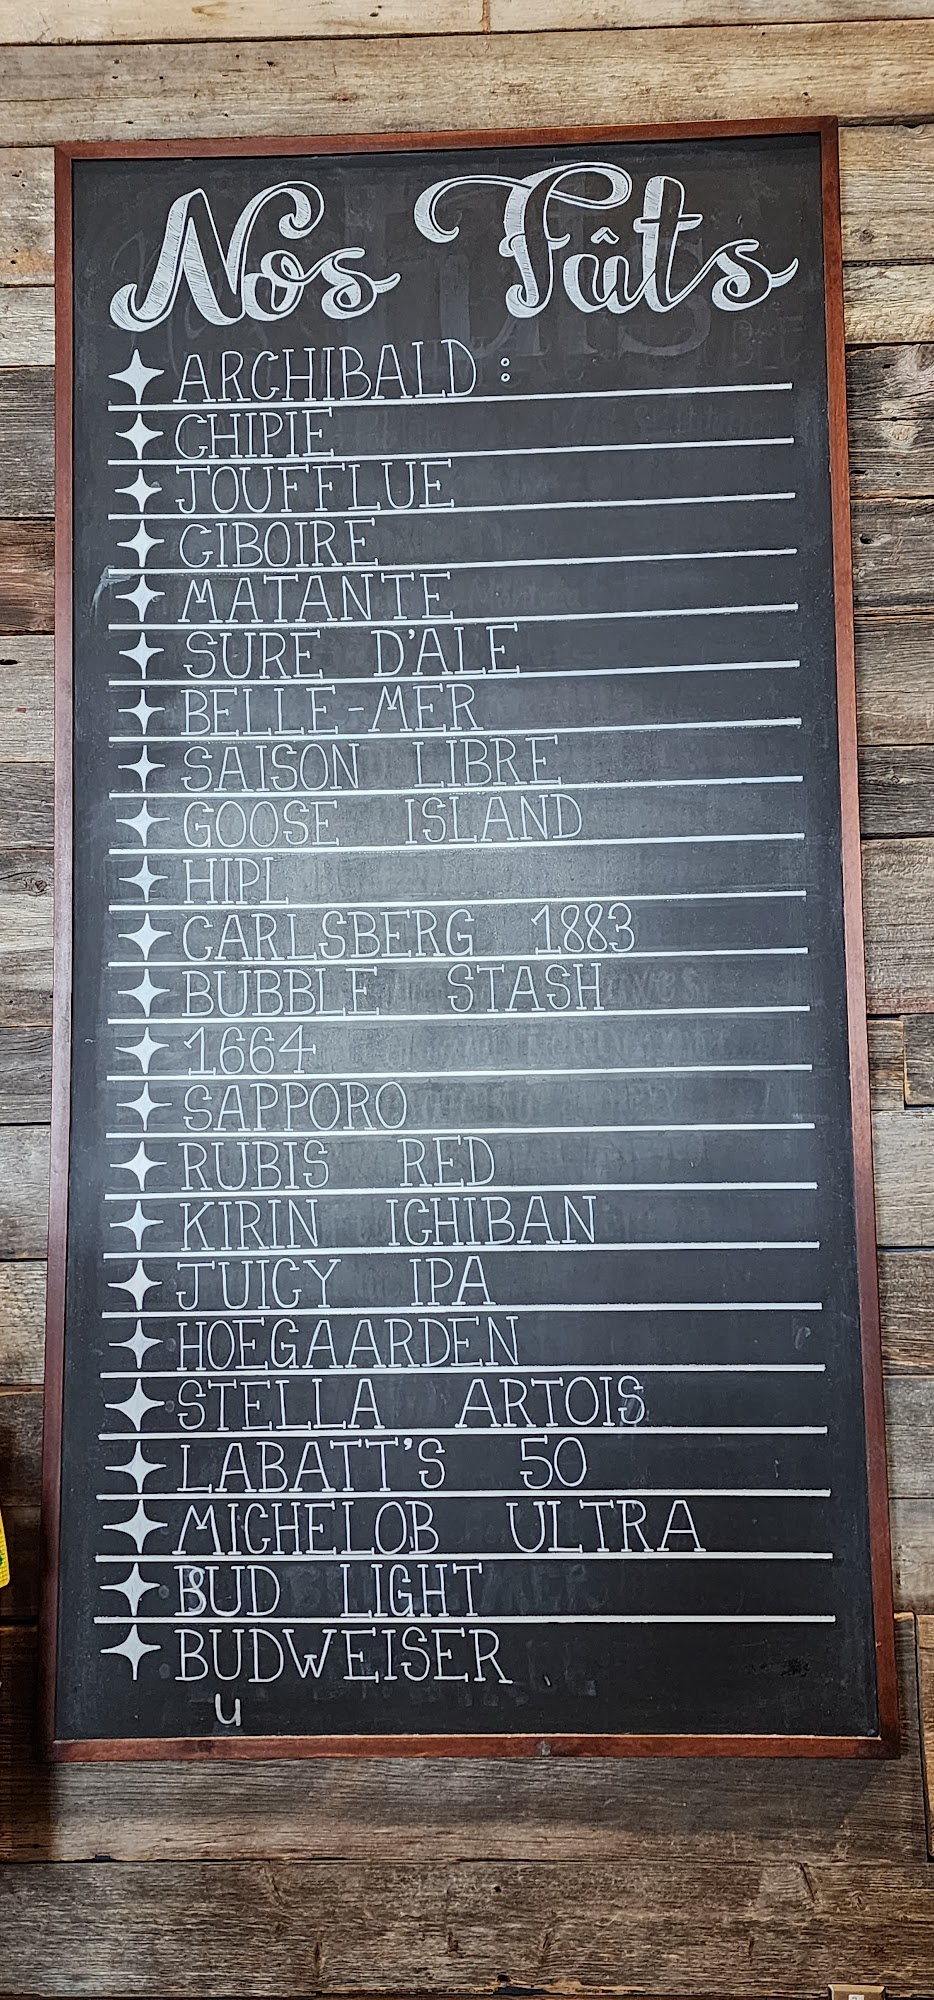 Nos Fûts
ARCHIBALD :
CHIPIE
JOUFFLUE
CIBOIRE
MATANTE
SURE D'ALE
BELLE-MER
SAISON LIBRE
GOOSE ISLAND
HIPL
CARLSBERG 1883
BUBBLE STASH
1664
SAPPORO
RUBIS RED
KIRIN ICHIBAN
JUICY IPA
HOEGAARDEN
STELLA ARTOIS
LABATT'S 50
MICHELOB ULTRA
BUD LIGHT
BUDWEISER
u